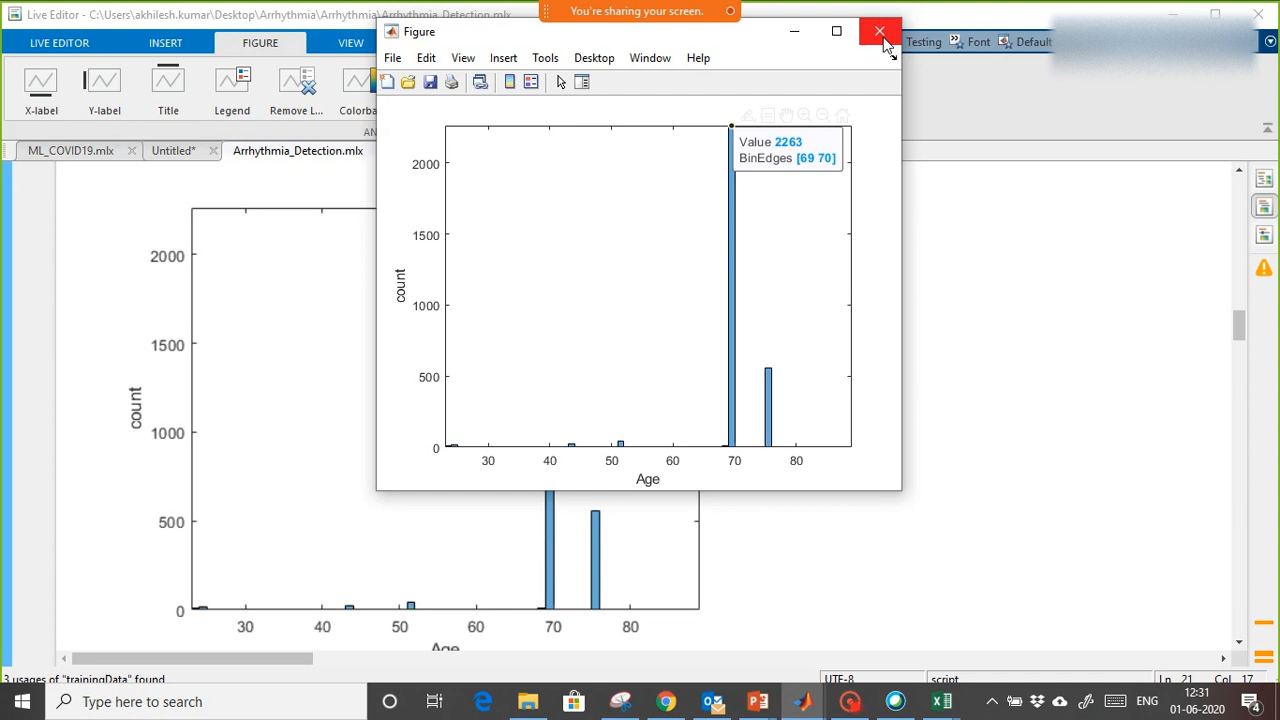 Live Editor - C:\Users\akhilesh.kumar\Desktop\Arrhythmia\Arrhythmia\Arrhythmia_Detection.mlx
You're sharing your screen.
LIVE EDITOR INSERT FIGURE VIEW
Testing Font Default
X-label Y-label Title Legend Remove L... Colorba
AN
ML_COVID19.mlx Untitled* Arrhythmia_Detection.mlx
Figure
File Edit View Insert Tools Desktop Window Help
Value 2263
BinEdges [69 70]
2000
1500
1000
500
0
30 40 50 60 70 80
count
Age
2000
1500
1000
500
0
30 40 50 60 70 80
count
Age
3 usages of "trainingData" found
UTF-8 script Ln 21 Col 17
Type here to search
ENG
12:31
01-06-2020
4